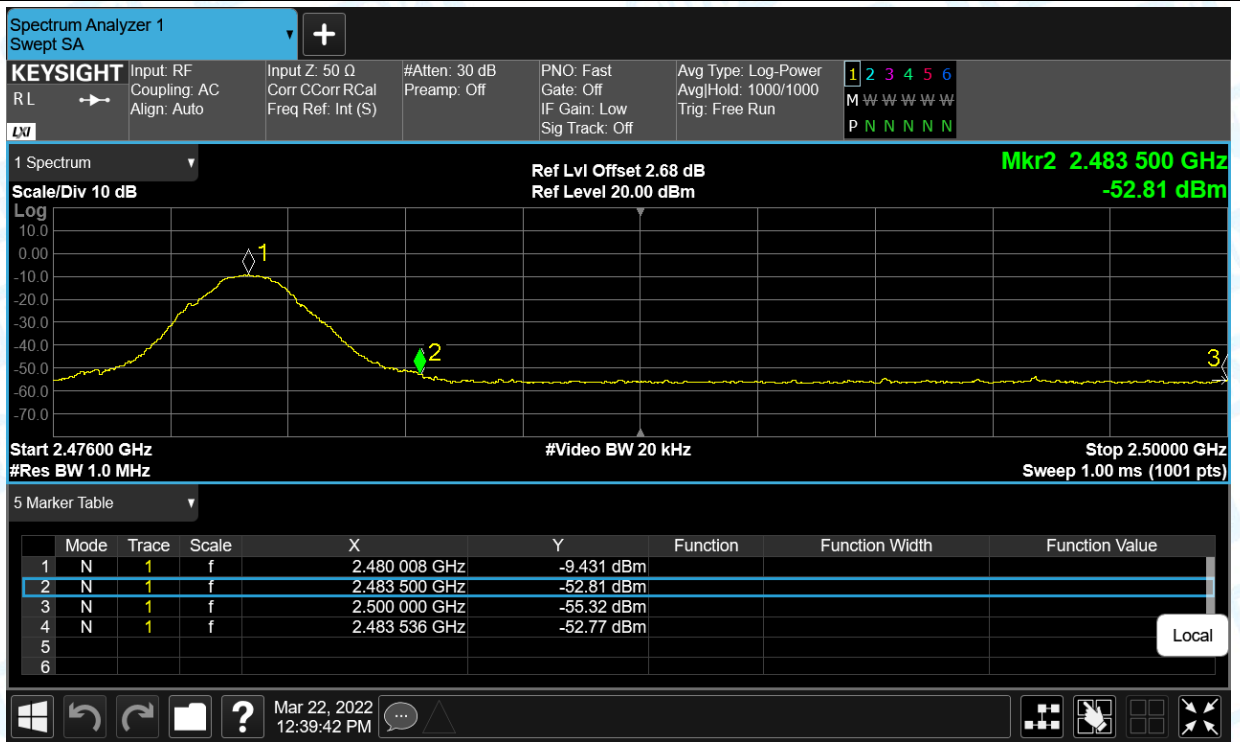 Spectrum Analyzer 1
Swept SA
KEYSIGHT
R L
LXI
Input: RF
Coupling: AC
Align: Auto
Input Z: 50 Ω
Corr CCorr RCal
Freq Ref: Int (S)
#Atten: 30 dB
Preamp: Off
PNO: Fast
Gate: Off
IF Gain: Low
Sig Track: Off
Avg Type: Log-Power
Avg|Hold: 1000/1000
Trig: Free Run
1 2 3 4 5 6
M W W W W W
P N N N N N
1 Spectrum
Scale/Div 10 dB
Log
Ref Lvl Offset 2.68 dB
Ref Level 20.00 dBm
Mkr2 2.483 500 GHz
-52.81 dBm
10.0
0.00
-10.0
-20.0
-30.0
-40.0
-50.0
-60.0
-70.0
1
2
3
Start 2.47600 GHz
#Res BW 1.0 MHz
#Video BW 20 kHz
Stop 2.50000 GHz
Sweep 1.00 ms (1001 pts)
5 Marker Table
Mode Trace Scale X Y Function Function Width Function Value
1 N 1 f 2.480 008 GHz -9.431 dBm
2 N 1 f 2.483 500 GHz -52.81 dBm
3 N 1 f 2.500 000 GHz -55.32 dBm
4 N 1 f 2.483 536 GHz -52.77 dBm
5
6
Local
?
Mar 22, 2022
12:39:42 PM